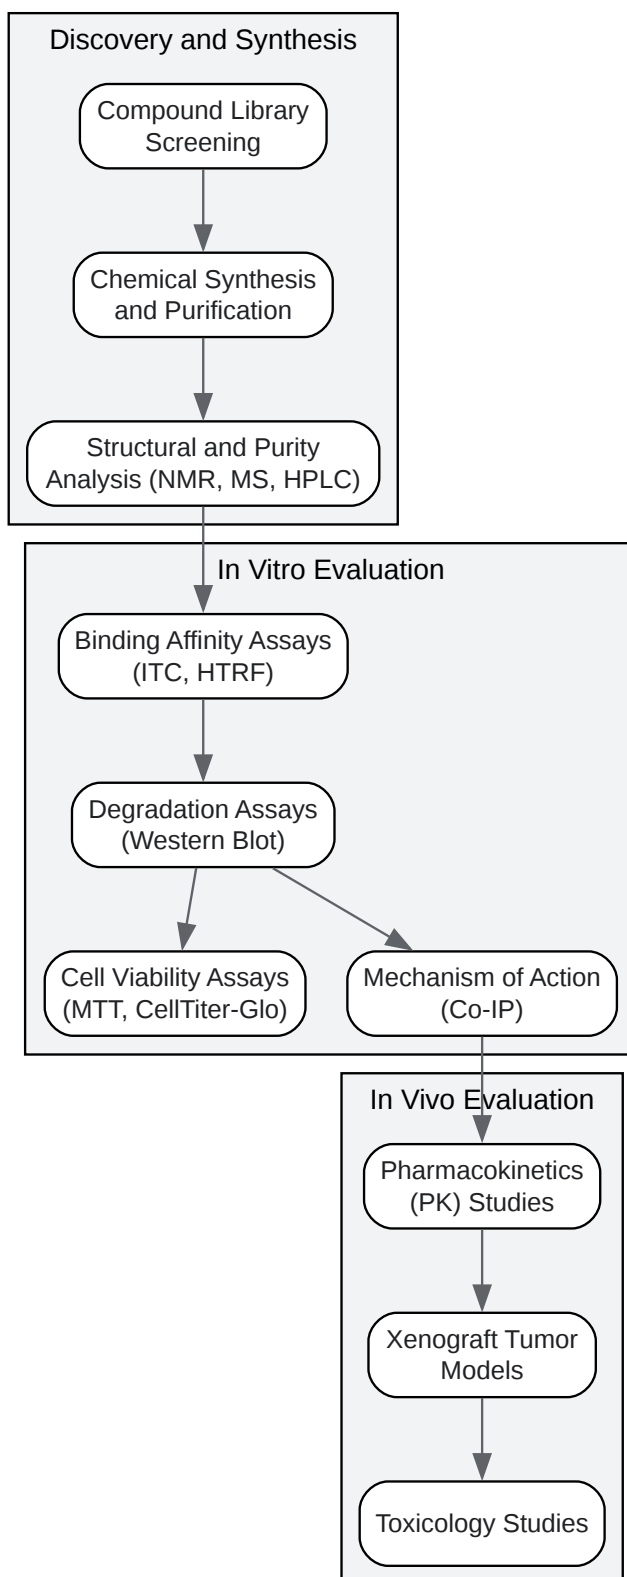 Discovery and Synthesis
Compound Library
Screening
Chemical Synthesis
and Purification
Structural and Purity
Analysis (NMR, MS, HPLC)
In Vitro Evaluation
Binding Affinity Assays
(ITC, HTRF)
Degradation Assays
(Western Blot)
Cell Viability Assays
(MTT, CellTiter-Glo)
Mechanism of Action
(Co-IP)
In Vivo Evaluation
Pharmacokinetics
(PK) Studies
Xenograft Tumor
Models
Toxicology Studies